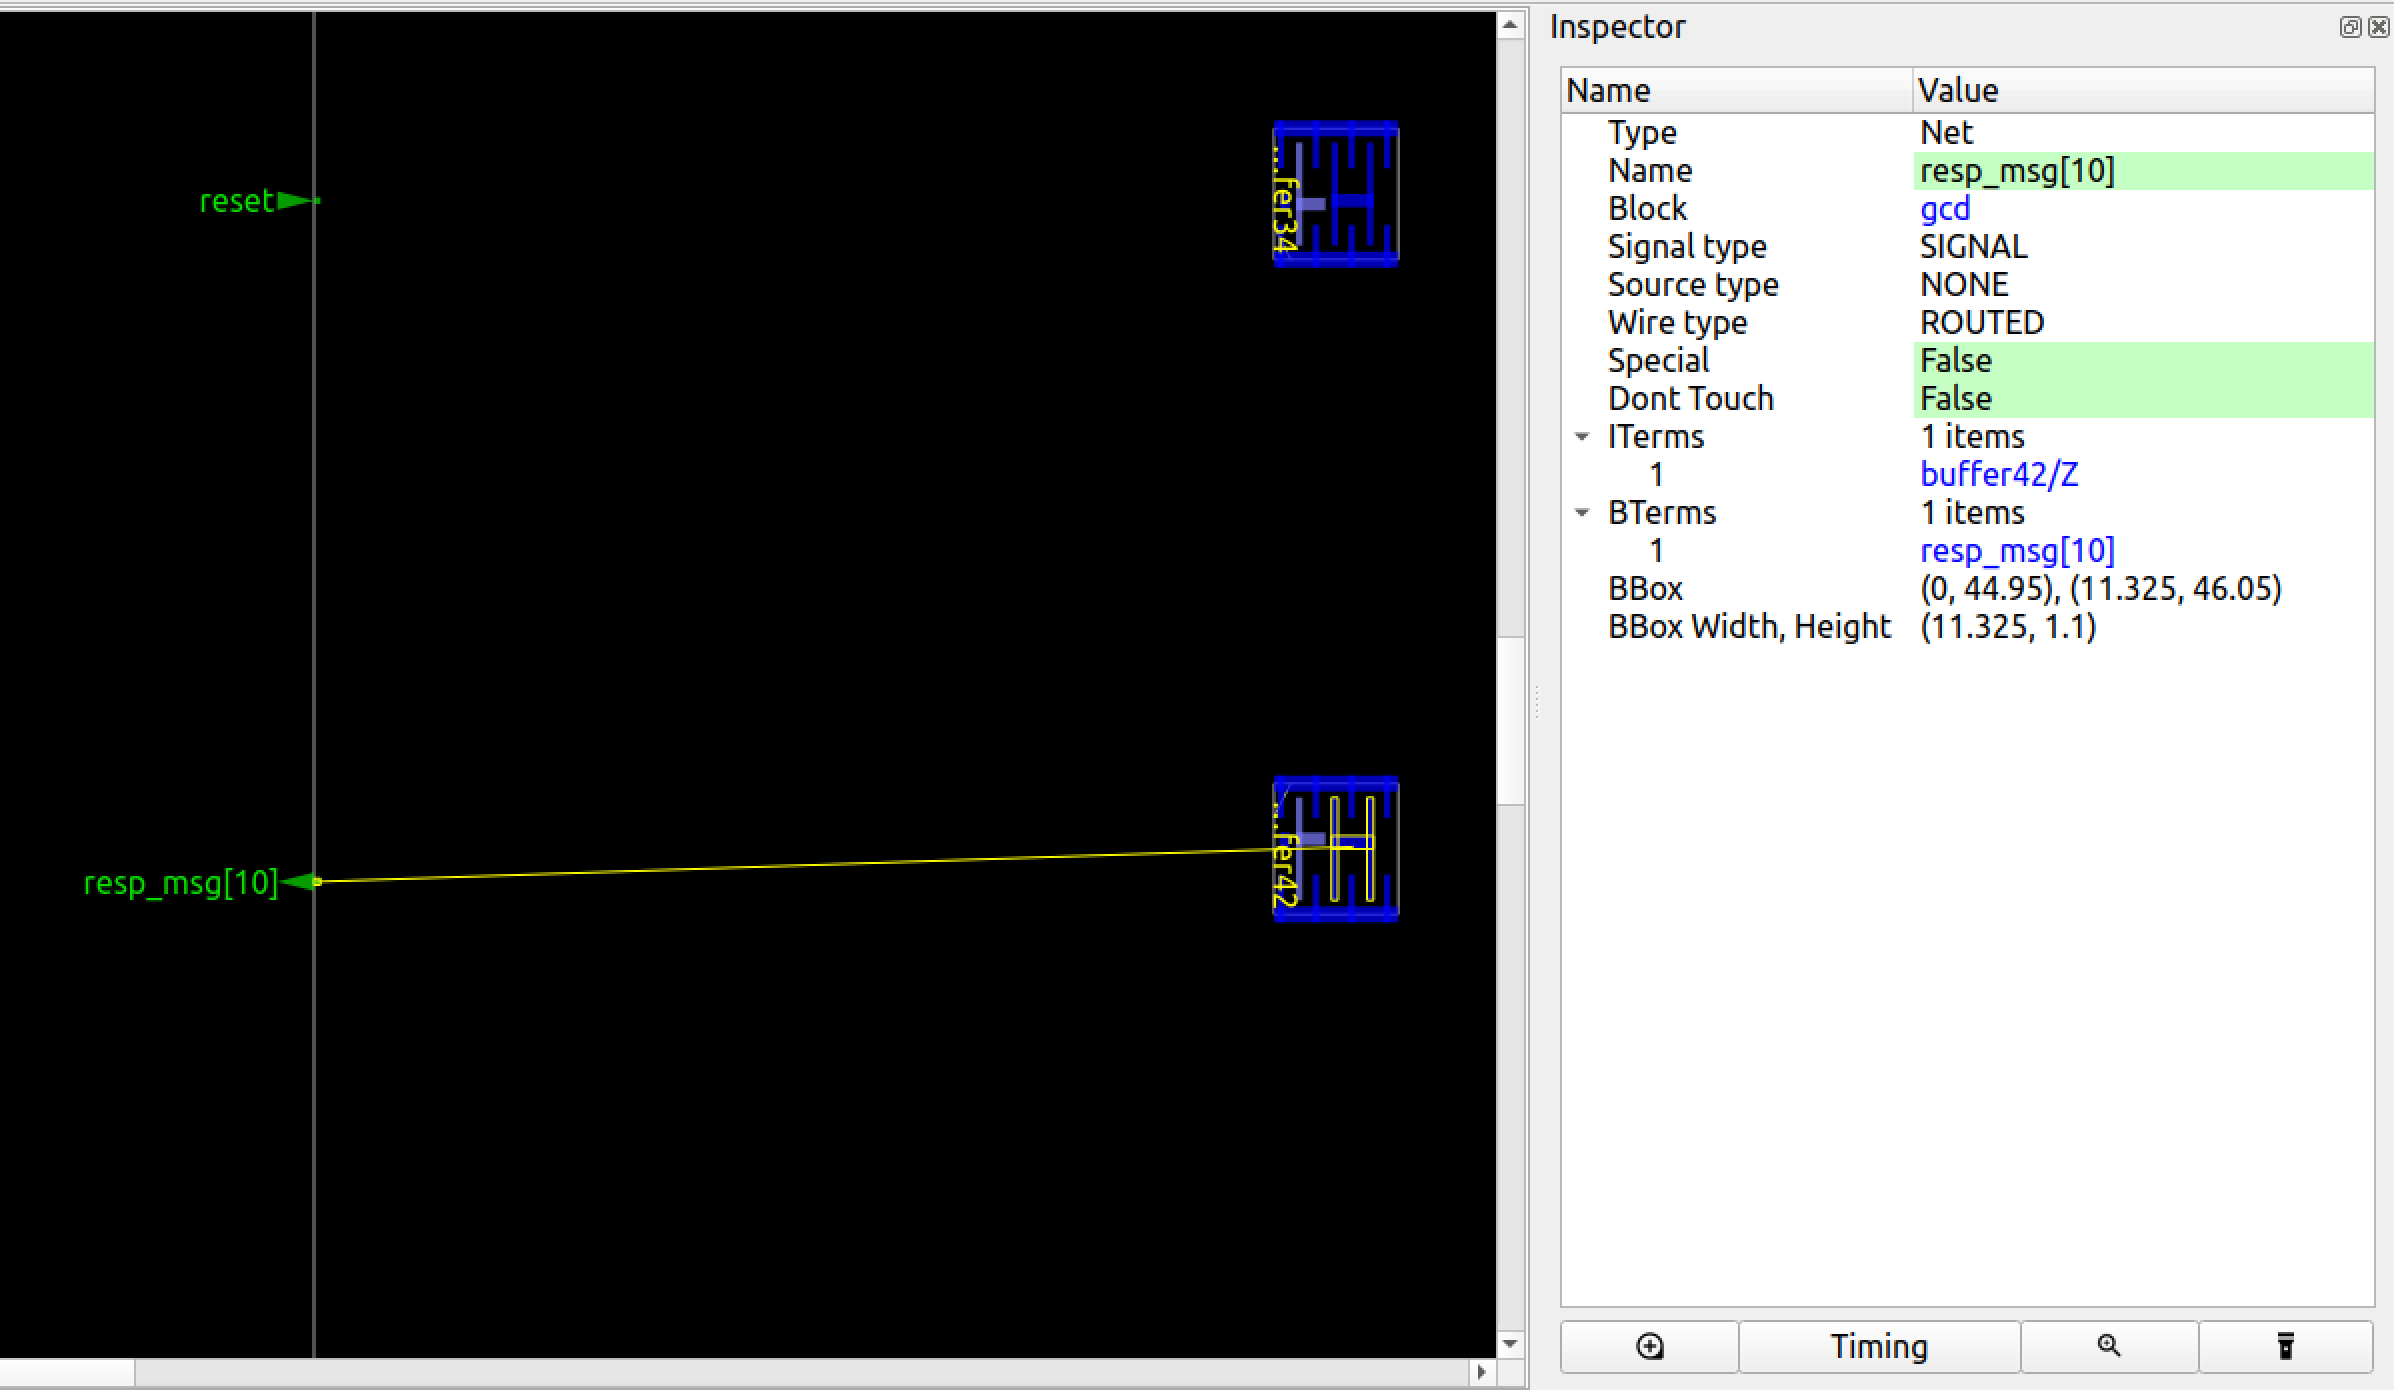 Inspector
Name Value
Type Net
Name resp_msg[10]
Block gcd
Signal type SIGNAL
Source type NONE
Wire type ROUTED
Special False
Dont Touch False
ITerms 1 items
1 buffer42/Z
BTerms 1 items
1 resp_msg[10]
BBox (0, 44.95), (11.325, 46.05)
BBox Width, Height (11.325, 1.1)
Timing
reset
...fer34
resp_msg[10]
...fer42